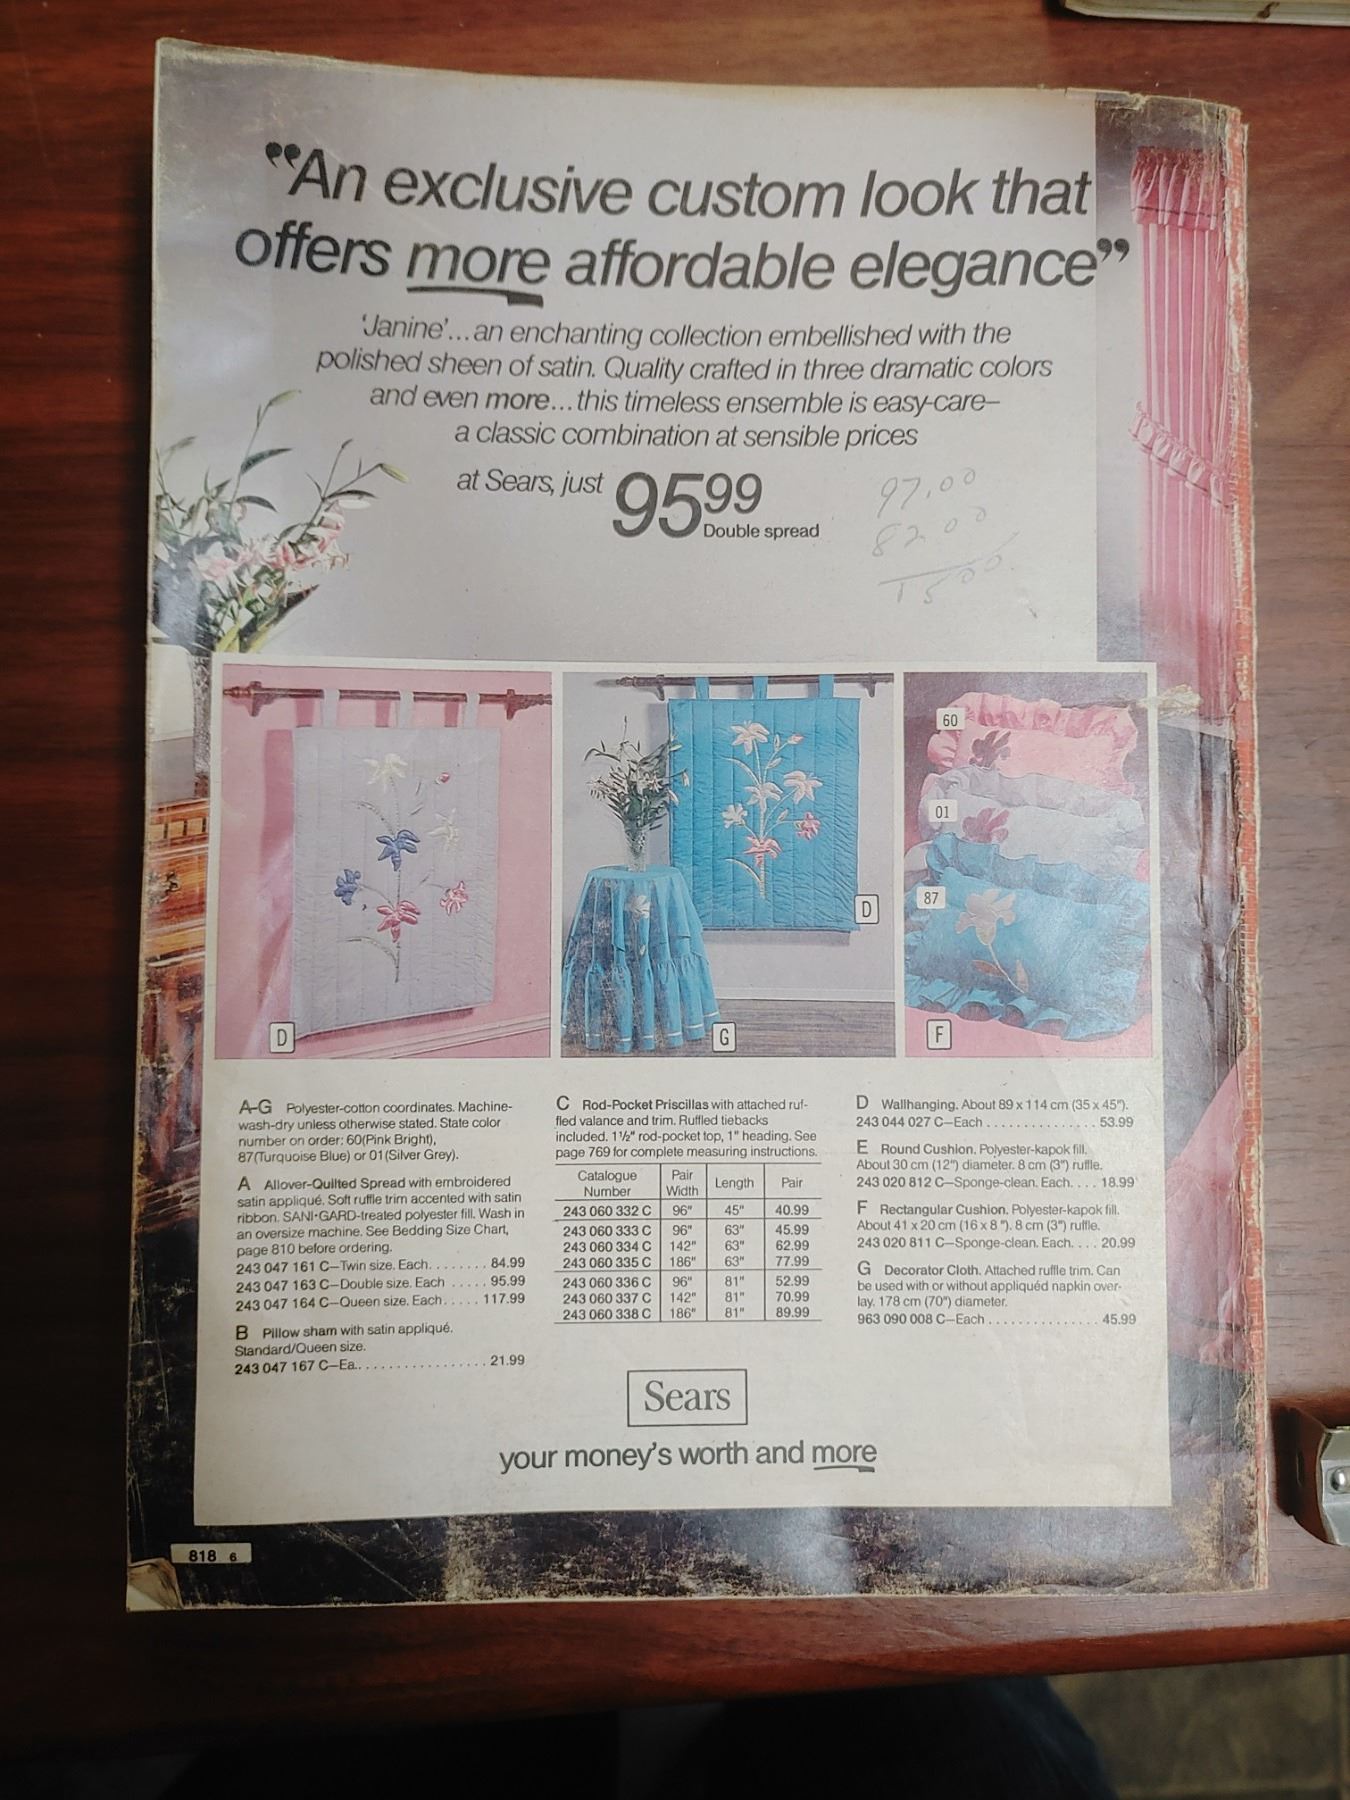 "An exclusive custom look that
offers more affordable elegance"
'Janine'...an enchanting collection embellished with the
polished sheen of satin. Quality crafted in three dramatic colors
and even more...this timeless ensemble is easy-care–
a classic combination at sensible prices
at Sears, just 95⁹⁹
Double spread
97.00
82.00
15.00
60
01
87
D
D
G
F
A-G Polyester-cotton coordinates. Machine-
wash-dry unless otherwise stated. State color
number on order: 60(Pink Bright),
87(Turquoise Blue) or 01(Silver Grey).
A Allover-Quilted Spread with embroidered
satin appliqué. Soft ruffle trim accented with satin
ribbon. SANI•GARD-treated polyester fill. Wash in
an oversize machine. See Bedding Size Chart,
page 810 before ordering.
243 047 161 C–Twin size. Each........ 84.99
243 047 163 C–Double size. Each ..... 95.99
243 047 164 C–Queen size. Each..... 117.99
B Pillow sham with satin appliqué.
Standard/Queen size.
243 047 167 C–Ea.................. 21.99
C Rod-Pocket Priscillas with attached ruf-
fled valance and trim. Ruffled tiebacks
included. 1½" rod-pocket top, 1" heading. See
page 769 for complete measuring instructions.
Catalogue Number Pair Width Length Pair
243 060 332 C 96" 45" 40.99
243 060 333 C 96" 63" 45.99
243 060 334 C 142" 63" 62.99
243 060 335 C 186" 63" 77.99
243 060 336 C 96" 81" 52.99
243 060 337 C 142" 81" 70.99
243 060 338 C 186" 81" 89.99
D Wallhanging. About 89 x 114 cm (35 x 45").
243 044 027 C–Each ............... 53.99
E Round Cushion. Polyester-kapok fill.
About 30 cm (12") diameter. 8 cm (3") ruffle.
243 020 812 C–Sponge-clean. Each.... 18.99
F Rectangular Cushion. Polyester-kapok fill.
About 41 x 20 cm (16 x 8"). 8 cm (3") ruffle.
243 020 811 C–Sponge-clean. Each.... 20.99
G Decorator Cloth. Attached ruffle trim. Can
be used with or without appliquéd napkin over-
lay. 178 cm (70") diameter.
963 090 008 C–Each ............... 45.99
Sears
your money's worth and more
818 6